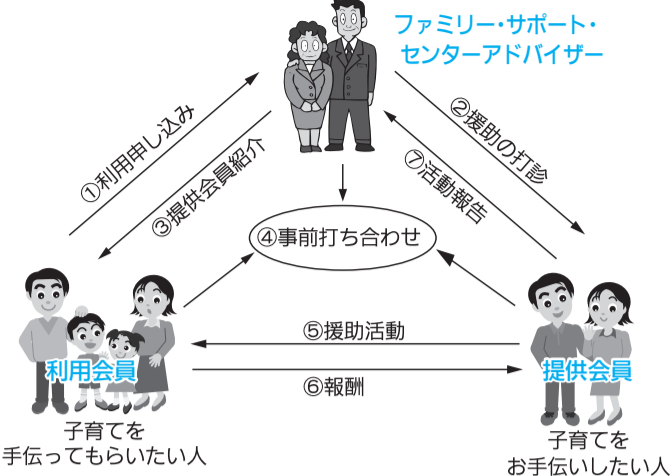 ファミリー・サポート・
センターアドバイザー
①利用申し込み
②援助の打診
③提供会員紹介
⑦活動報告
④事前打ち合わせ
⑤援助活動
⑥報酬
利用会員
子育てを
手伝ってもらいたい人
提供会員
子育てを
お手伝いしたい人